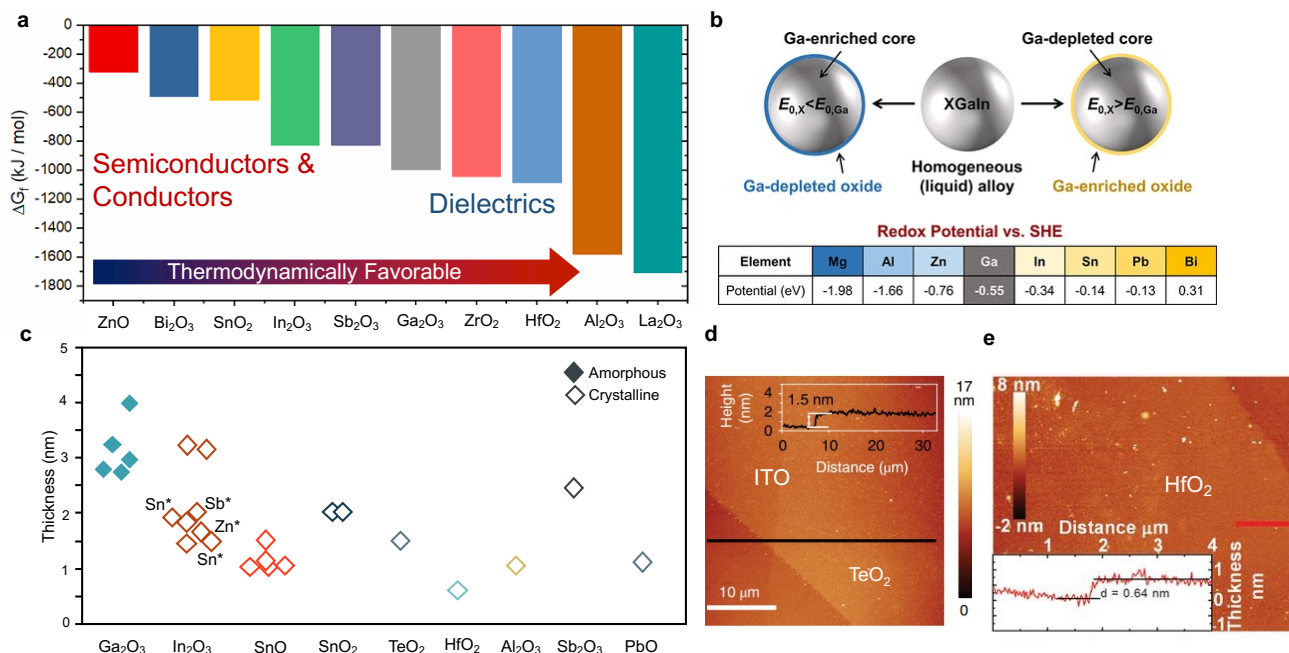 a
0
-200
-400
-600
-800
-1000
-1200
-1400
-1600
-1800
ΔGf (kJ / mol)
Semiconductors &
Conductors
Dielectrics
Thermodynamically Favorable
ZnO Bi₂O₃ SnO₂ In₂O₃ Sb₂O₃ Ga₂O₃ ZrO₂ HfO₂ Al₂O₃ La₂O₃
b
Ga-enriched core
Ga-depleted core
E0,X<E0,Ga
XGaIn
E0,X>E0,Ga
Homogeneous
(liquid) alloy
Ga-depleted oxide
Ga-enriched oxide
Redox Potential vs. SHE
Element Mg Al Zn Ga In Sn Pb Bi
Potential (eV) -1.98 -1.66 -0.76 -0.55 -0.34 -0.14 -0.13 0.31
c
5
4
3
2
1
0
Thickness (nm)
Amorphous
Crystalline
Sn*
Sb*
Zn*
Sn*
Ga₂O₃ In₂O₃ SnO SnO₂ TeO₂ HfO₂ Al₂O₃ Sb₂O₃ PbO
d
Height
(nm)
4
2
0
1.5 nm
0 10 20 30
Distance (μm)
ITO
TeO₂
10 μm
17
nm
0
e
8 nm
-2 nm
HfO₂
Distance μm
1 2 3 4
d = 0.64 nm
1
0
-1
Thickness
nm